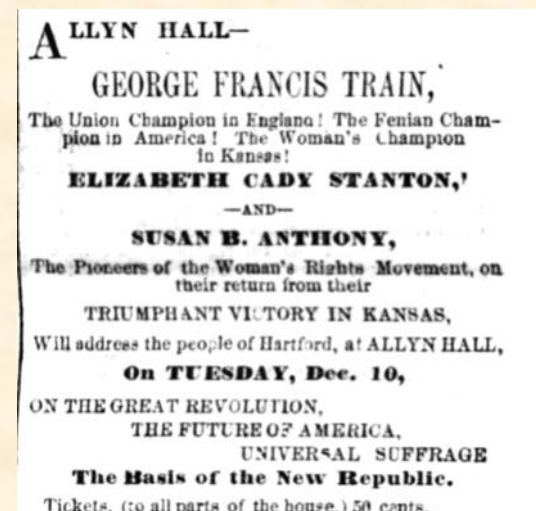 ALLYN HALL—
GEORGE FRANCIS TRAIN,
The Union Champion in England! The Fenian Cham-
pion in America! The Woman's Champion
in Kansas!
ELIZABETH CADY STANTON,'
—AND—
SUSAN B. ANTHONY,
The Pioneers of the Woman's Rights Movement, on
their return from their
TRIUMPHANT VICTORY IN KANSAS,
Will address the people of Hartford, at ALLYN HALL,
On TUESDAY, Dec. 10,
ON THE GREAT REVOLUTION,
THE FUTURE OF AMERICA,
UNIVERSAL SUFFRAGE
The Basis of the New Republic.
Tickets, (to all parts of the house,) 50 cents.